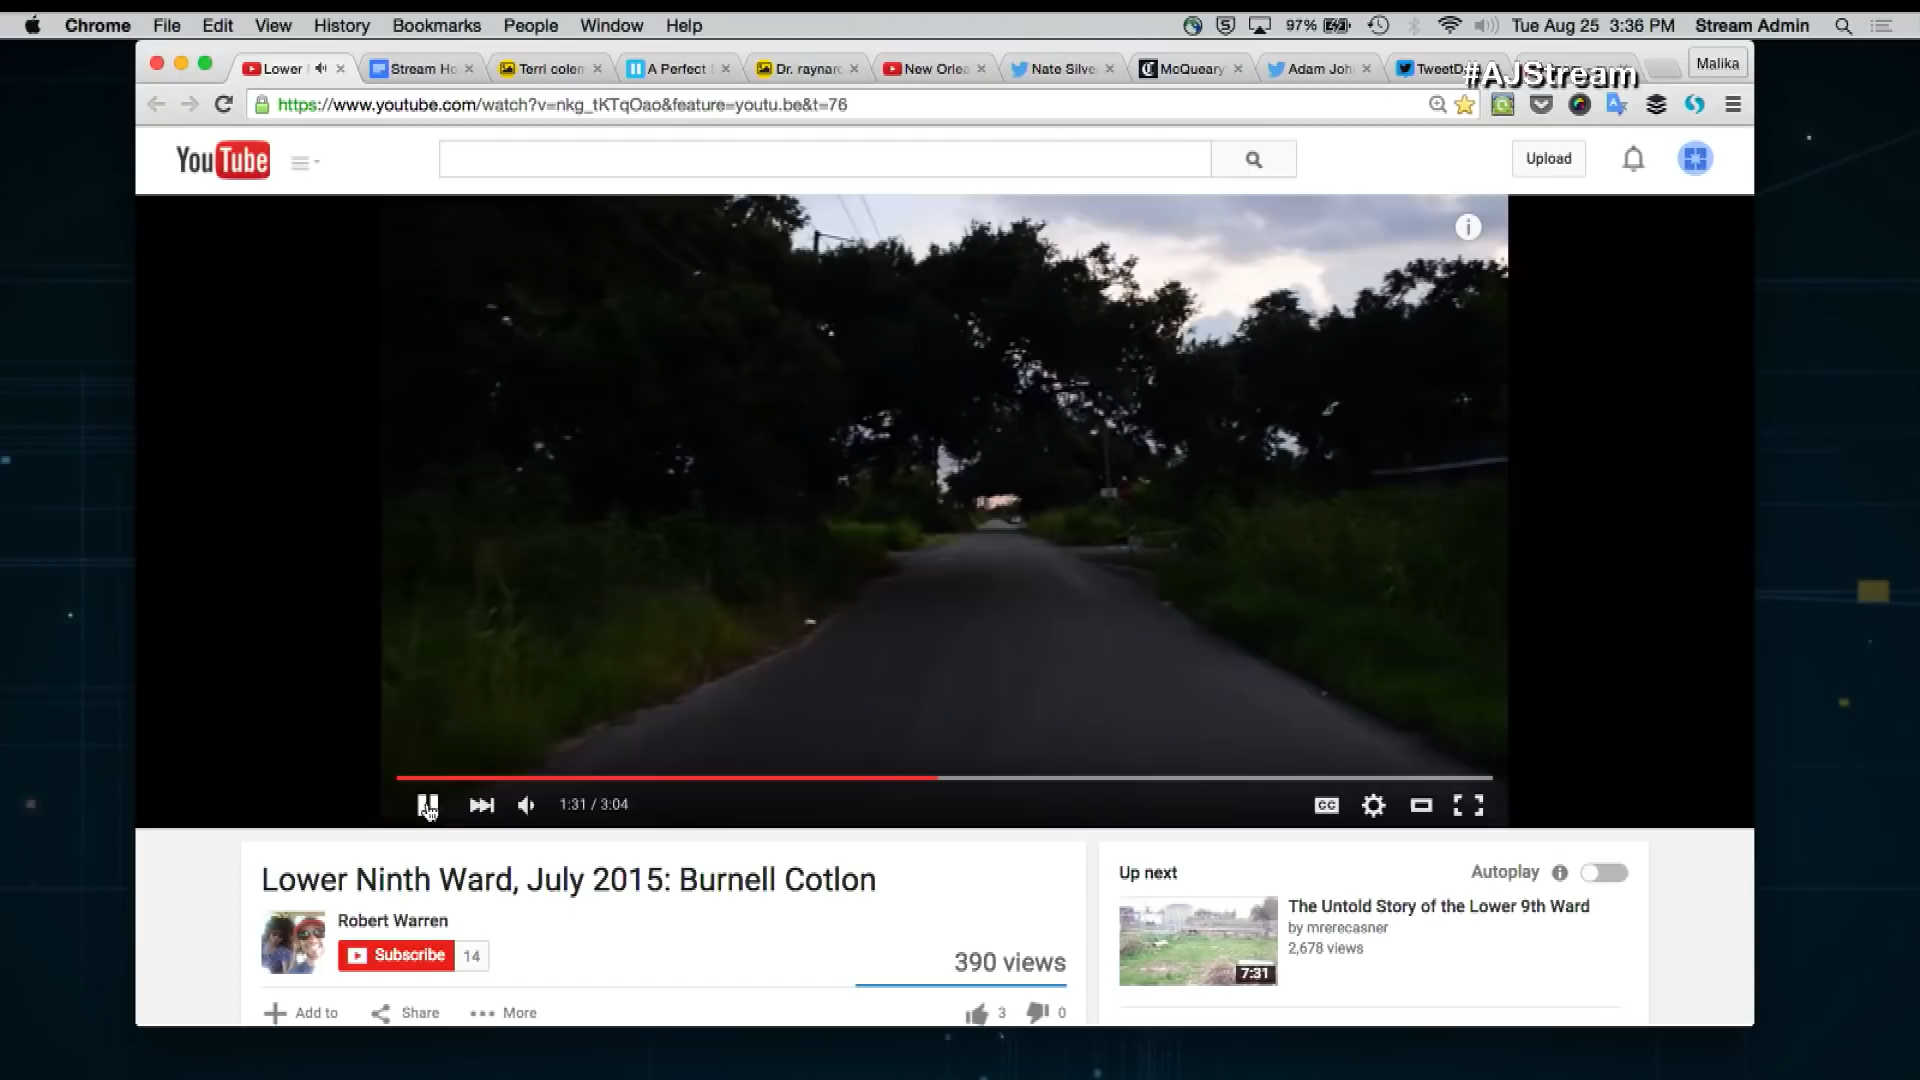 Chrome File Edit View History Bookmarks People Window Help 97% Tue Aug 25 3:36 PM Stream Admin
Lower Stream Ho Terri colem A Perfect Dr. raynard New Orlea Nate Silve McQueary Adam Joh TweetD Malika
#AJStream
https://www.youtube.com/watch?v=nkg_tKTqOao&feature=youtu.be&t=76
YouTube Upload
1:31 / 3:04 CC
Lower Ninth Ward, July 2015: Burnell Cotlon
Robert Warren
Subscribe 14
390 views
Add to Share More 3 0
Up next Autoplay
The Untold Story of the Lower 9th Ward
by mrerecasner
2,678 views
7:31